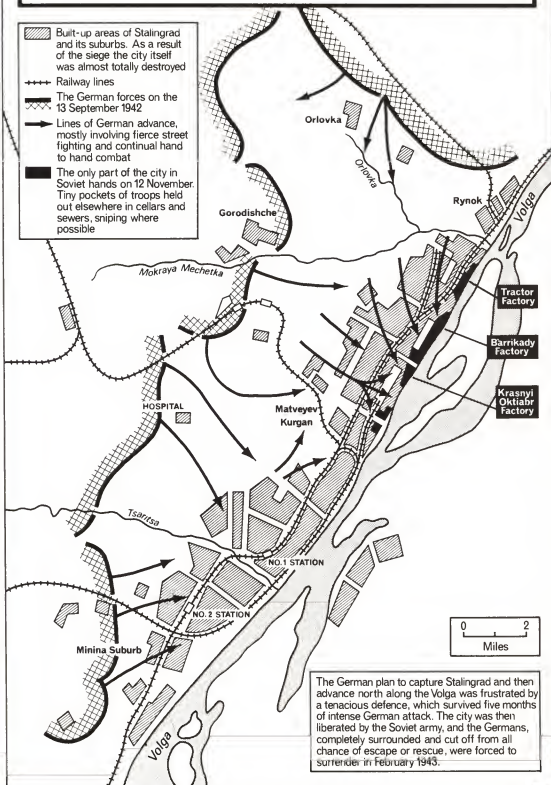 Built-up areas of Stalingrad
and its suburbs. As a result
of the siege the city itself
was almost totally destroyed
Railway lines
The German forces on the
13 September 1942
Lines of German advance,
mostly involving fierce street
fighting and continual hand
to hand combat
The only part of the city in
Soviet hands on 12 November.
Tiny pockets of troops held
out elsewhere in cellars and
sewers, sniping where
possible
Orlovka
Orlovka
Rynok
Volga
Gorodishche
Mokraya Mechetka
Tractor
Factory
Barrikady
Factory
Krasnyi
Oktiabr
Factory
HOSPITAL
Matveyev
Kurgan
Tsaritsa
NO.1 STATION
NO.2 STATION
Minina Suburb
0 2
Miles
Volga
The German plan to capture Stalingrad and then
advance north along the Volga was frustrated by
a tenacious defence, which survived five months
of intense German attack. The city was then
liberated by the Soviet army, and the Germans,
completely surrounded and cut off from all
chance of escape or rescue, were forced to
surrender in February 1943.